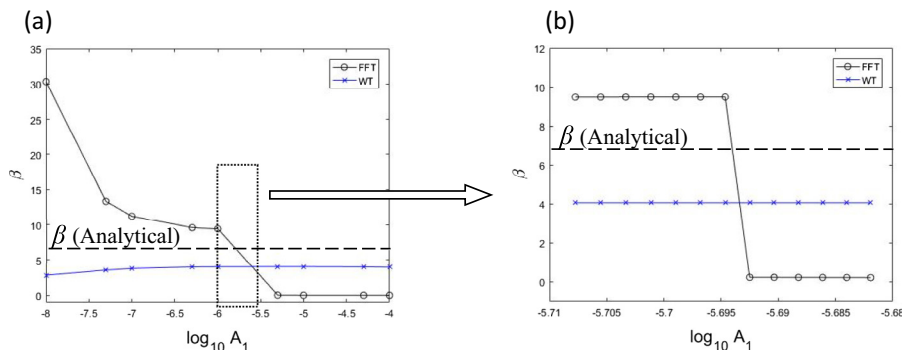 (a)
(b)
35
30
25
20
15
10
5
0
β
FFT
WT
β (Analytical)
-8 -7.5 -7 -6.5 -6 -5.5 -5 -4.5 -4
log10 A1
12
10
8
6
4
2
0
β
FFT
WT
β (Analytical)
-5.71 -5.705 -5.7 -5.695 -5.69 -5.685 -5.68
log10 A1